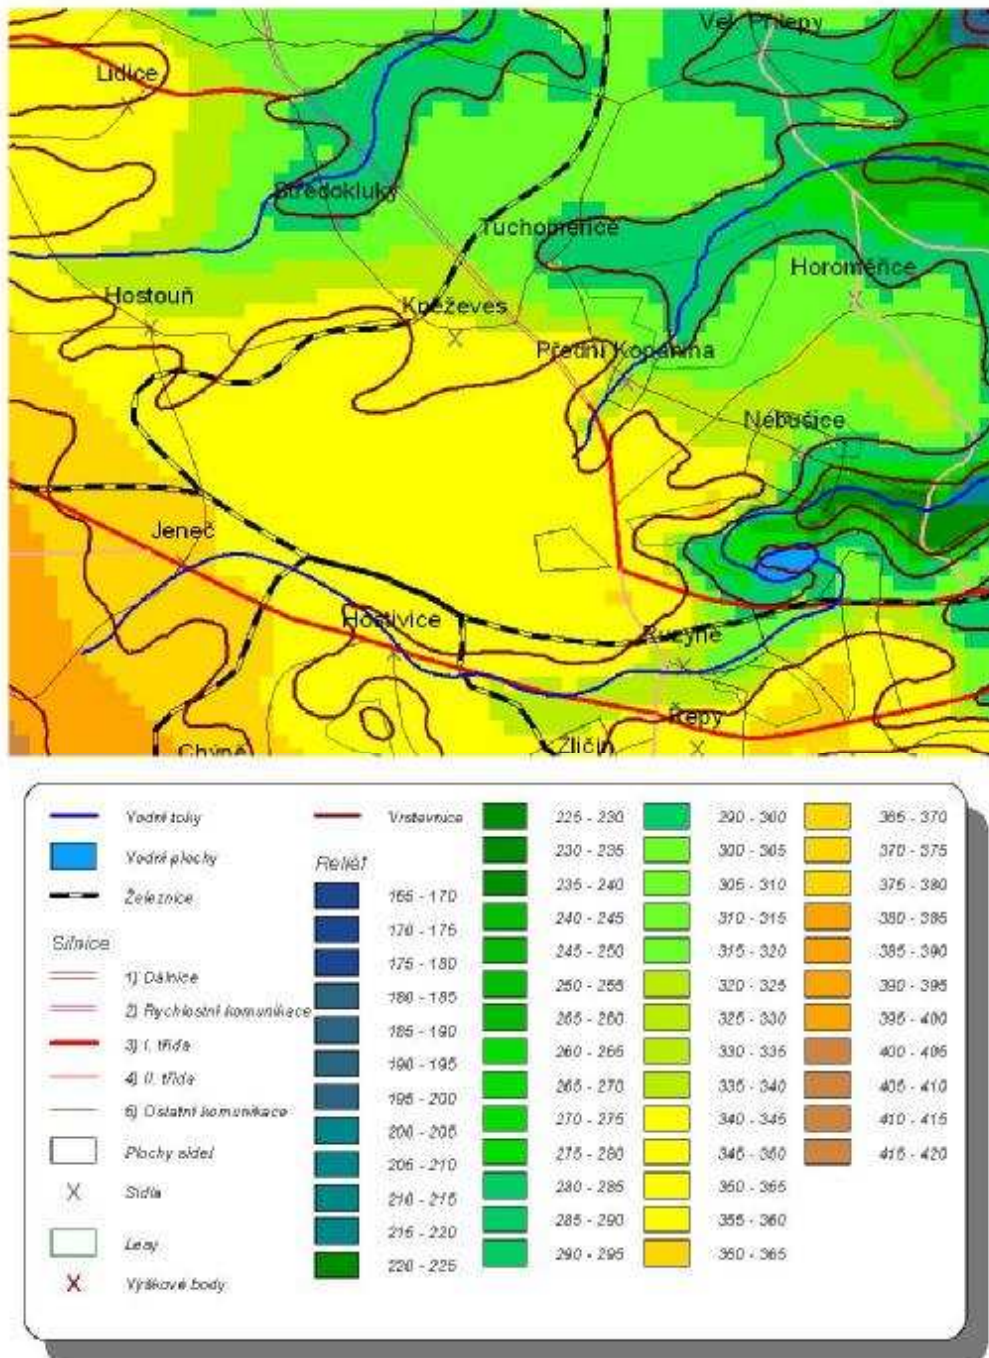 Vel. Přílepy
Lidice
Středokluky
Tuchoměřice
Horoměřice
Hostouň
Kněževes
Přední Kopanina
Nebušice
Jeneč
Hostivice
Ruzyně
Řepy
Chýně
Zličín
Vodní toky
Vodní plochy
Železnice
Silnice
1) Dálnice
2) Rychlostní komunikace
3) I. třída
4) II. třída
5) Ostatní komunikace
Plochy sídel
Sídla
Lesy
Výškové body
Vrstevnice
Reliéf
165 - 170
170 - 175
175 - 180
180 - 185
185 - 190
190 - 195
195 - 200
200 - 205
205 - 210
210 - 215
215 - 220
220 - 225
225 - 230
230 - 235
235 - 240
240 - 245
245 - 250
250 - 255
255 - 260
260 - 265
265 - 270
270 - 275
275 - 280
280 - 285
285 - 290
290 - 295
290 - 300
300 - 305
305 - 310
310 - 315
315 - 320
320 - 325
325 - 330
330 - 335
335 - 340
340 - 345
345 - 350
350 - 355
355 - 360
360 - 365
365 - 370
370 - 375
375 - 380
380 - 385
385 - 390
390 - 395
395 - 400
400 - 405
405 - 410
410 - 415
415 - 420